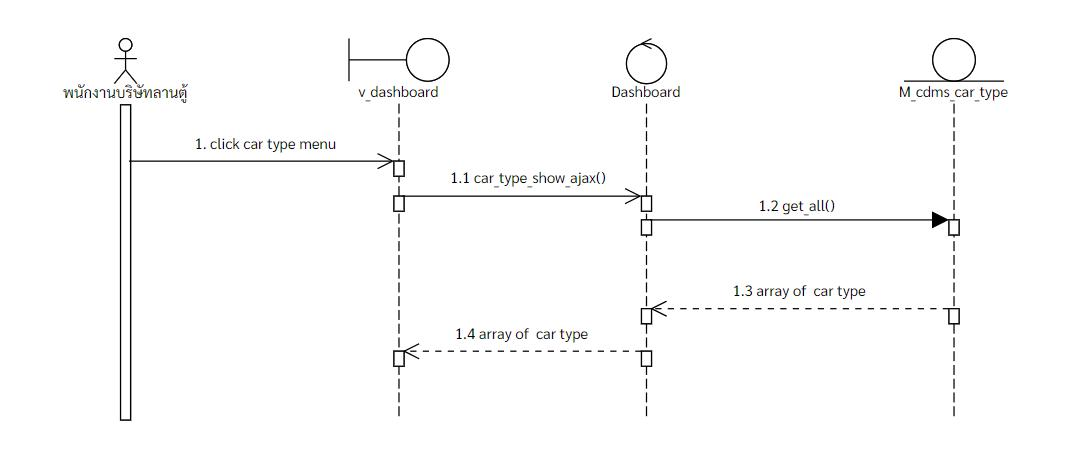 พนักงานบริษัทลานตู้
v_dashboard
Dashboard
M_cdms_car_type
1. click car type menu
1.1 car_type_show_ajax()
1.2 get_all()
1.3 array of car type
1.4 array of car type